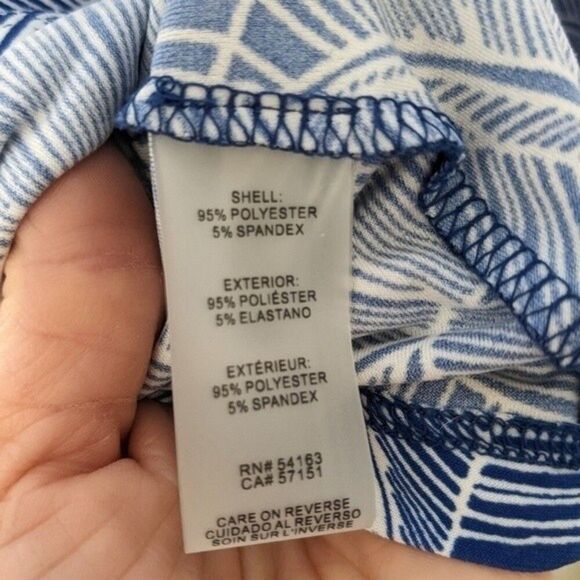 SHELL:
95% POLYESTER
5% SPANDEX
EXTERIOR:
95% POLIÉSTER
5% ELASTANO
EXTÉRIEUR:
95% POLYESTER
5% SPANDEX
RN# 54163
CA# 57151
CARE ON REVERSE
CUIDADO AL REVERSO
SOIN SUR L'INVERSE